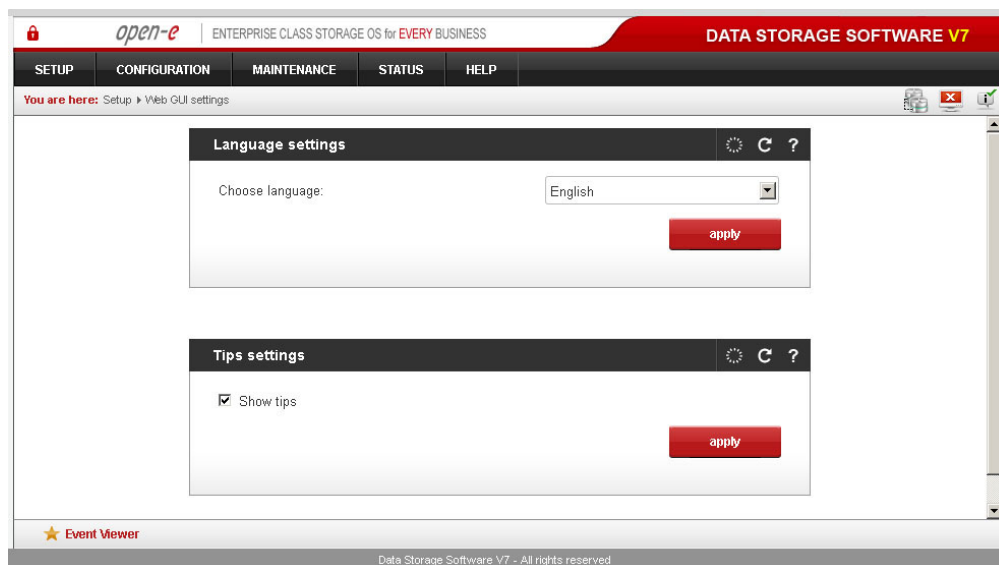 open-e ENTERPRISE CLASS STORAGE OS for EVERY BUSINESS DATA STORAGE SOFTWARE V7
SETUP CONFIGURATION MAINTENANCE STATUS HELP
You are here: Setup Web GUI settings
Language settings ?
Choose language: English
apply
Tips settings ?
Show tips
apply
Event Viewer
Data Storage Software V7 - All rights reserved